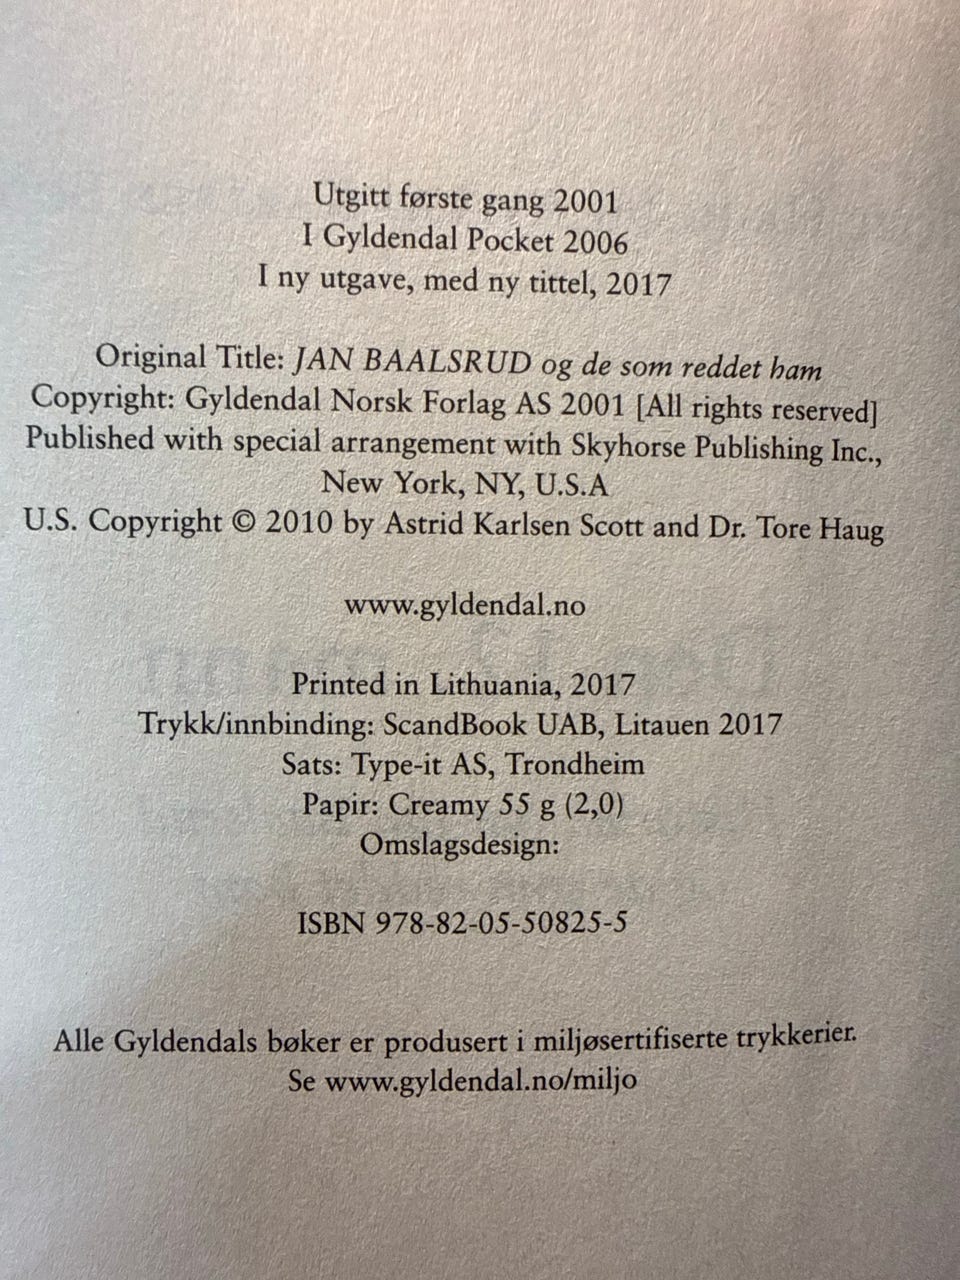 Utgitt første gang 2001
I Gyldendal Pocket 2006
I ny utgave, med ny tittel, 2017
Original Title: JAN BAALSRUD og de som reddet ham
Copyright: Gyldendal Norsk Forlag AS 2001 [All rights reserved]
Published with special arrangement with Skyhorse Publishing Inc.,
New York, NY, U.S.A
U.S. Copyright © 2010 by Astrid Karlsen Scott and Dr. Tore Haug
www.gyldendal.no
Printed in Lithuania, 2017
Trykk/innbinding: ScandBook UAB, Litauen 2017
Sats: Type-it AS, Trondheim
Papir: Creamy 55 g (2,0)
Omslagsdesign:
ISBN 978-82-05-50825-5
Alle Gyldendals bøker er produsert i miljøsertifiserte trykkerier.
Se www.gyldendal.no/miljo